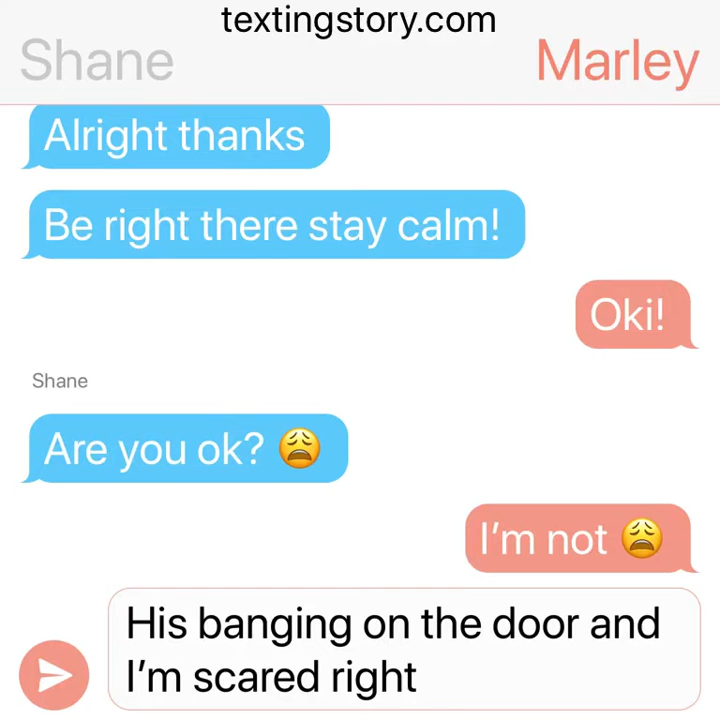 textingstory.com
Shane Marley
Alright thanks
Be right there stay calm!
Oki!
Shane
Are you ok? 😩
I’m not 😩
His banging on the door and
I’m scared right